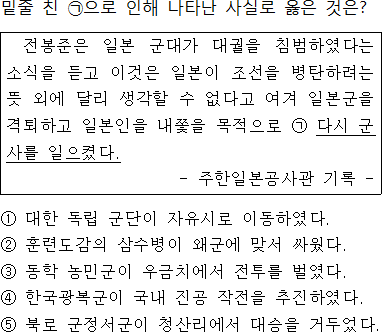 밑줄 친 ㉠으로 인해 나타난 사실로 옳은 것은?
전봉준은 일본 군대가 대궐을 침범하였다는
소식을 듣고 이것은 일본이 조선을 병탄하려는
뜻 외에 달리 생각할 수 없다고 여겨 일본군을
격퇴하고 일본인을 내쫓을 목적으로 ㉠ 다시 군
사를 일으켰다.
- 주한일본공사관 기록 -
① 대한 독립 군단이 자유시로 이동하였다.
② 훈련도감의 삼수병이 왜군에 맞서 싸웠다.
③ 동학 농민군이 우금치에서 전투를 벌였다.
④ 한국광복군이 국내 진공 작전을 추진하였다.
⑤ 북로 군정서군이 청산리에서 대승을 거두었다.